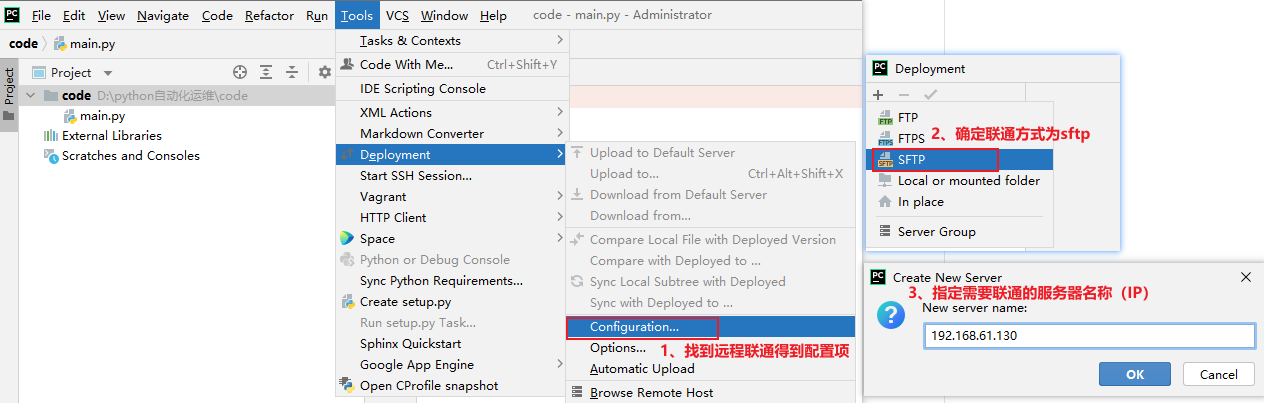 PC File Edit View Navigate Code Refactor Run Tools VCS Window Help code - main.py - Administrator
code main.py
Project
Project
code D:\python自动化运维\code
main.py
External Libraries
Scratches and Consoles
Tasks & Contexts
Code With Me... Ctrl+Shift+Y
IDE Scripting Console
XML Actions
Markdown Converter
Deployment
Start SSH Session...
Vagrant
HTTP Client
Space
Python or Debug Console
Sync Python Requirements...
Create setup.py
Run setup.py Task...
Sphinx Quickstart
Google App Engine
Open CProfile snapshot
Upload to Default Server
Upload to... Ctrl+Alt+Shift+X
Download from Default Server
Download from...
Compare Local File with Deployed Version
Compare with Deployed to ...
Sync Local Subtree with Deployed
Sync with Deployed to ...
Configuration...
Options...
1、找到远程联通得到配置项
Automatic Upload
Browse Remote Host
PC Deployment
FTP FTP
FTPS FTPS
2、确定联通方式为sftp
SFTP SFTP
Local or mounted folder
In place
Server Group
PC Create New Server
3、指定需要联通的服务器名称（IP）
New server name:
192.168.61.130
OK Cancel